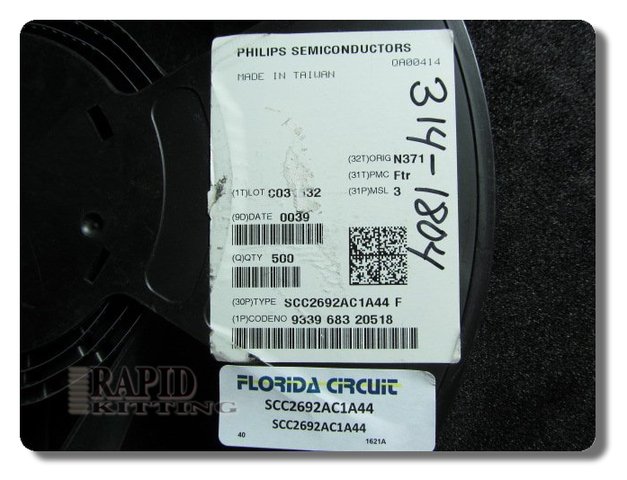 PHILIPS SEMICONDUCTORS
MADE IN TAIWAN
OA00414
314-1804
(32T)ORIG N371
(31T)PMC Ftr
(1T)LOT
(31P)MSL 3
(9D)DATE 0039
(Q)QTY 500
(30P)TYPE SCC2692AC1A44 F
(1P)CODENO 9339 683 20518
RAPID
KITTING
FLORIDA CIRCUIT
SCC2692AC1A44
SCC2692AC1A44
40 1621A